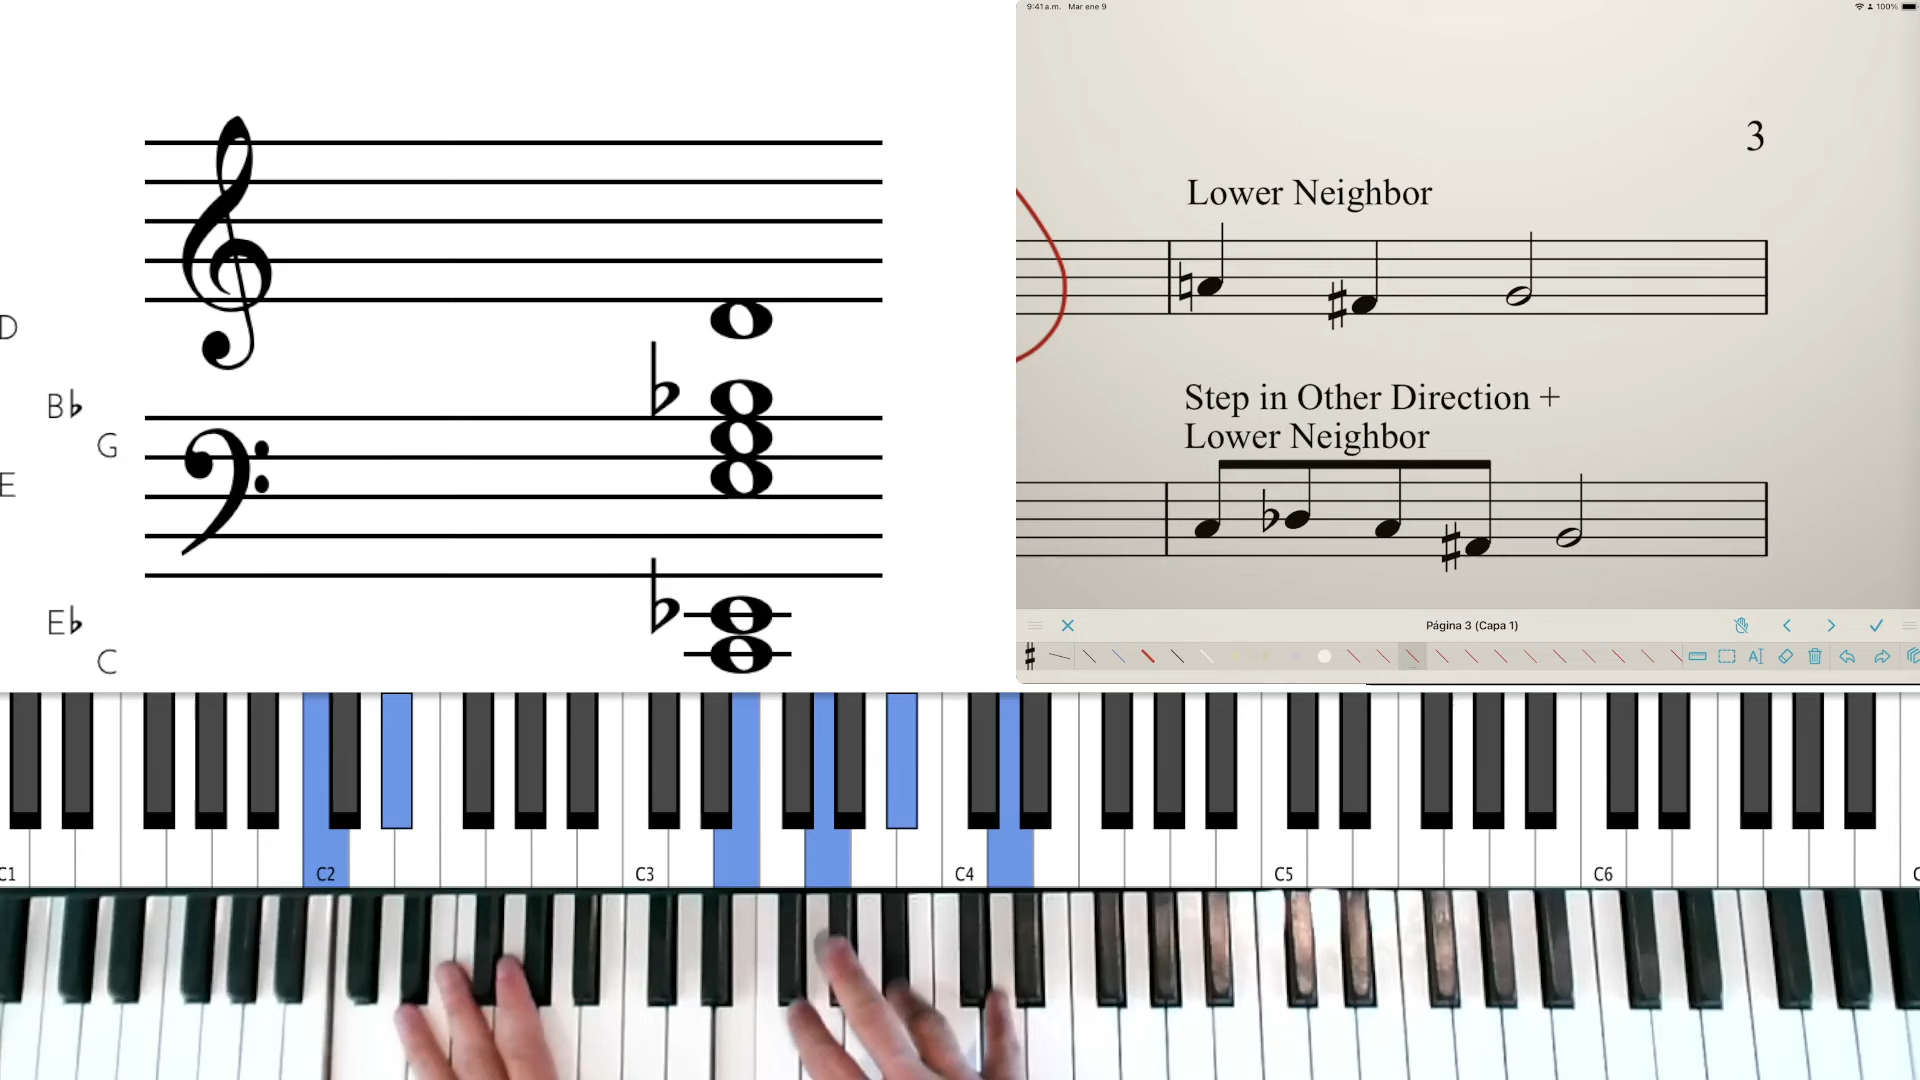 9:41 a.m. Mar ene 9
100%
3
Lower Neighbor
Step in Other Direction +
Lower Neighbor
D
B♭
G
E
E♭
C
Página 3 (Capa 1)
C1 C2 C3 C4 C5 C6